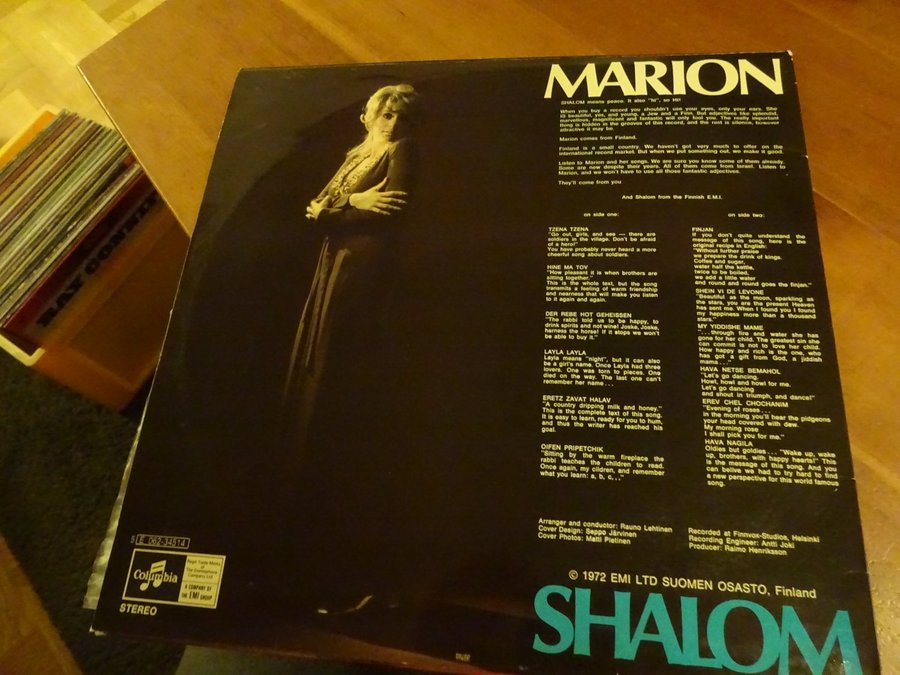 MARION
SHALOM means peace. It also "hi", so Hi!
When you buy a record you shouldn't use your eyes, only your ears. She
IS beautiful, yes, and young, a Jew and a Finn. But adjectives like splendid,
marvellous, magnificent and fantastic will only fool you. The really important
thing is hidden in the grooves of this record, and the rest is silence, however
attractive it may be.
Marion comes from Finland.
Finland is a small country. We haven't got very much to offer on the
international record market. But when we put something out, we make it good.
Listen to Marion and her songs. We are sure you know some of them already.
Some are new despite their years. All of them come from Israel. Listen to
Marion, and we won't have to use all those fantastic adjectives.
They'll come from you
And Shalom from the Finnish E.M.I.
on side one:
TZENA TZENA
"Go out, girls, and see — there are
soldiers in the village. Don't be afraid
of a hero!"
You have probably never heard a more
cheerful song about soldiers.
HINE MA TOV
"How pleasant it is when brothers are
sitting together."
This is the whole text, but the song
transmits a feeling of warm friendship
and nearness that will make you listen
to it again and again.
DER REBE HOT GEHEISSEN
"The rabbi told us to be happy, to
drink spirits and not wine! Joske, Joske,
harness the horse! If it stops we won't
be able to buy it."
LAYLA LAYLA
Layla means "night", but it can also
be a girl's name. Once Layla had three
lovers. One was torn to pieces. One
died on the way. The last one can't
remember her name...
ERETZ ZAVAT HALAV
"A country dripping milk and honey."
This is the complete text of this song.
It is easy to learn, ready for you to hum,
and thus the writer has reached his
goal.
OIFEN PRIPETCHIK
"Sitting by the warm fireplace the
rabbi teaches the children to read.
Once again, my cildren, and remember
what you learn: a, b, c..."
on side two:
FINJAN
If you don't quite understand the
message of this song, here is the
original recipe in English:
"Without further praise
we prepare the drink of kings.
Coffee and sugar,
water half the kettle,
twice to be boiled,
we add a little water
and round and round goes the finjan."
SHEIN VI DE LEVONE
"Beautiful as the moon, sparkling as
the stars, you are the present Heaven
has sent me. When I found you I found
my happiness more than a thousand
stars."
MY YIDDISHE MAME
"...through fire and water she has
gone for her child. The greatest sin she
can commit is not to love her child.
How happy and rich is the one, who
has got a gift from God, a juddish
mama..."
HAVA NETSE BEMAHOL
"Let's go dancing.
Howl, howl and howl for me.
Let's go dancing
and shout in triumph, and dance!"
EREV CHEL CHOCHANIM
"Evening of roses...
in the morning you'll hear the pidgeons
your head covered with dew.
My morning rose
I shall pick you for me."
HAVA NAGILA
Oldies but goldies... "Wake up, wake
up, brothers, with happy hearts!" This
is the message of this song. And you
can belive we had to try hard to find
a new perspective for this world famous
song.
Arranger and conductor: Rauno Lehtinen
Cover Design: Seppo Järvinen
Cover Photos: Matti Pietinen
Recorded at Finnvox-Studios, Helsinki
Recording Engineer: Antti Joki
Producer: Raimo Henriksson
© 1972 EMI LTD SUOMEN OSASTO, Finland
SHALOM
5 E 062-34514
Columbia
Regd Trade Marks
of The Gramophone
Company Ltd
A COMPANY OF
THE EMI GROUP
STEREO
RAY CONNIFF